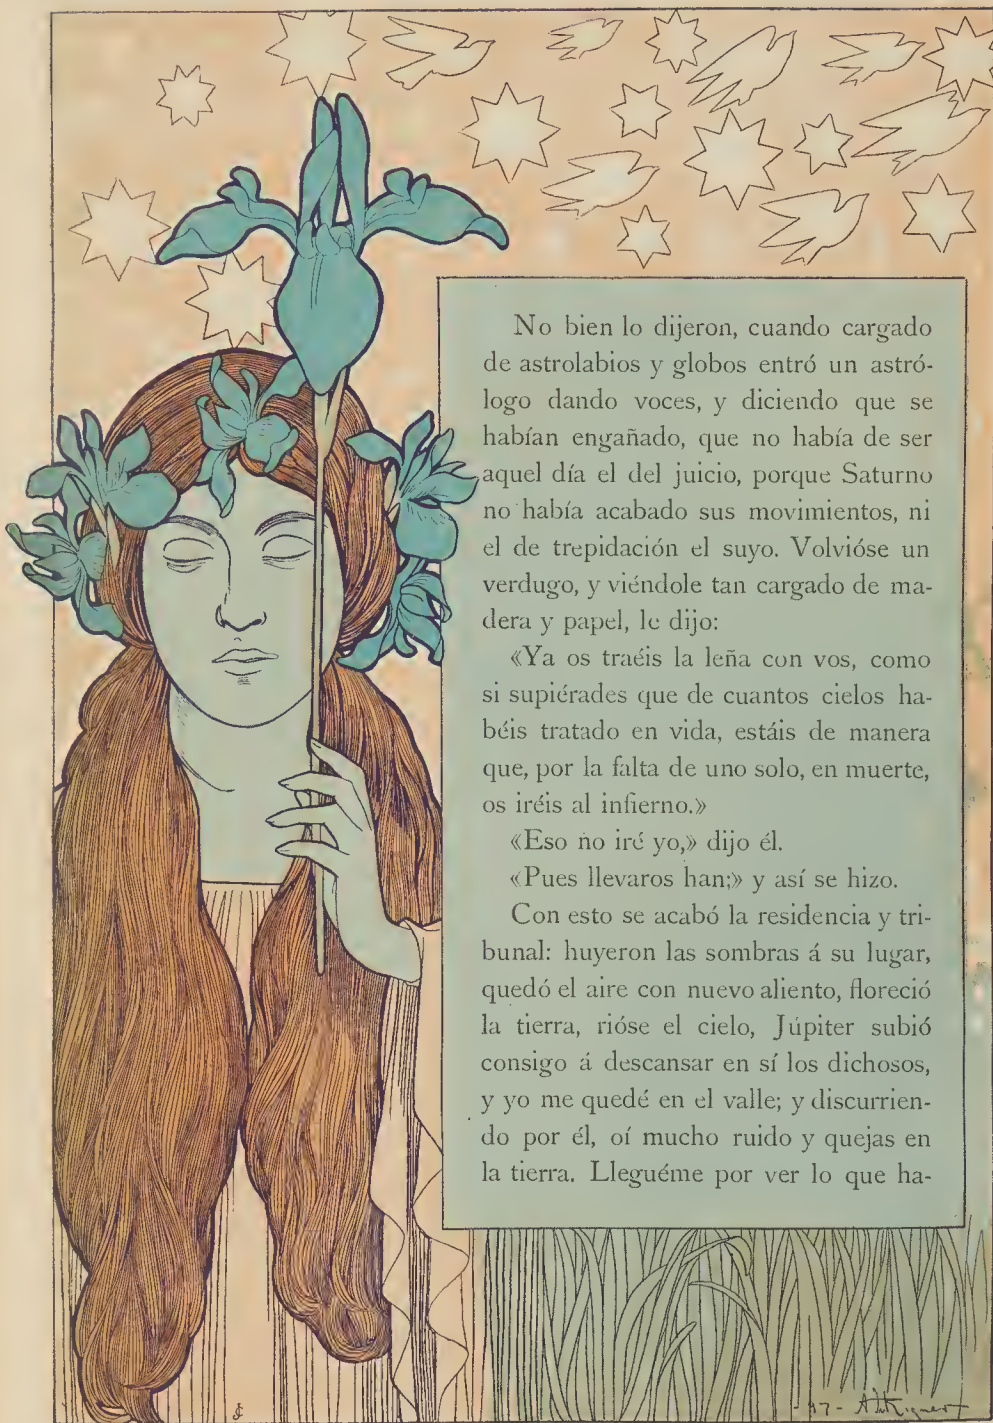 No bien lo dijeron, cuando cargado
de astrolabios y globos entró un astró-
logo dando voces, y diciendo que se
habían engañado, que no había de ser
aquel día el del juicio, porque Saturno
no había acabado sus movimientos, ni
el de trepidación el suyo. Volvióse un
verdugo, y viéndole tan cargado de ma-
dera y papel, le dijo:
«Ya os traéis la leña con vos, como
si supiérades que de cuantos cielos ha-
béis tratado en vida, estáis de manera
que, por la falta de uno solo, en muerte,
os iréis al infierno.»
«Eso no iré yo,» dijo él.
«Pues llevaros han;» y así se hizo.
Con esto se acabó la residencia y tri-
bunal: huyeron las sombras á su lugar,
quedó el aire con nuevo aliento, floreció
la tierra, rióse el cielo, Júpiter subió
consigo á descansar en sí los dichosos,
y yo me quedé en el valle; y discurrien-
do por él, oí mucho ruido y quejas en
la tierra. Lleguéme por ver lo que ha-
-97- A de Riquer